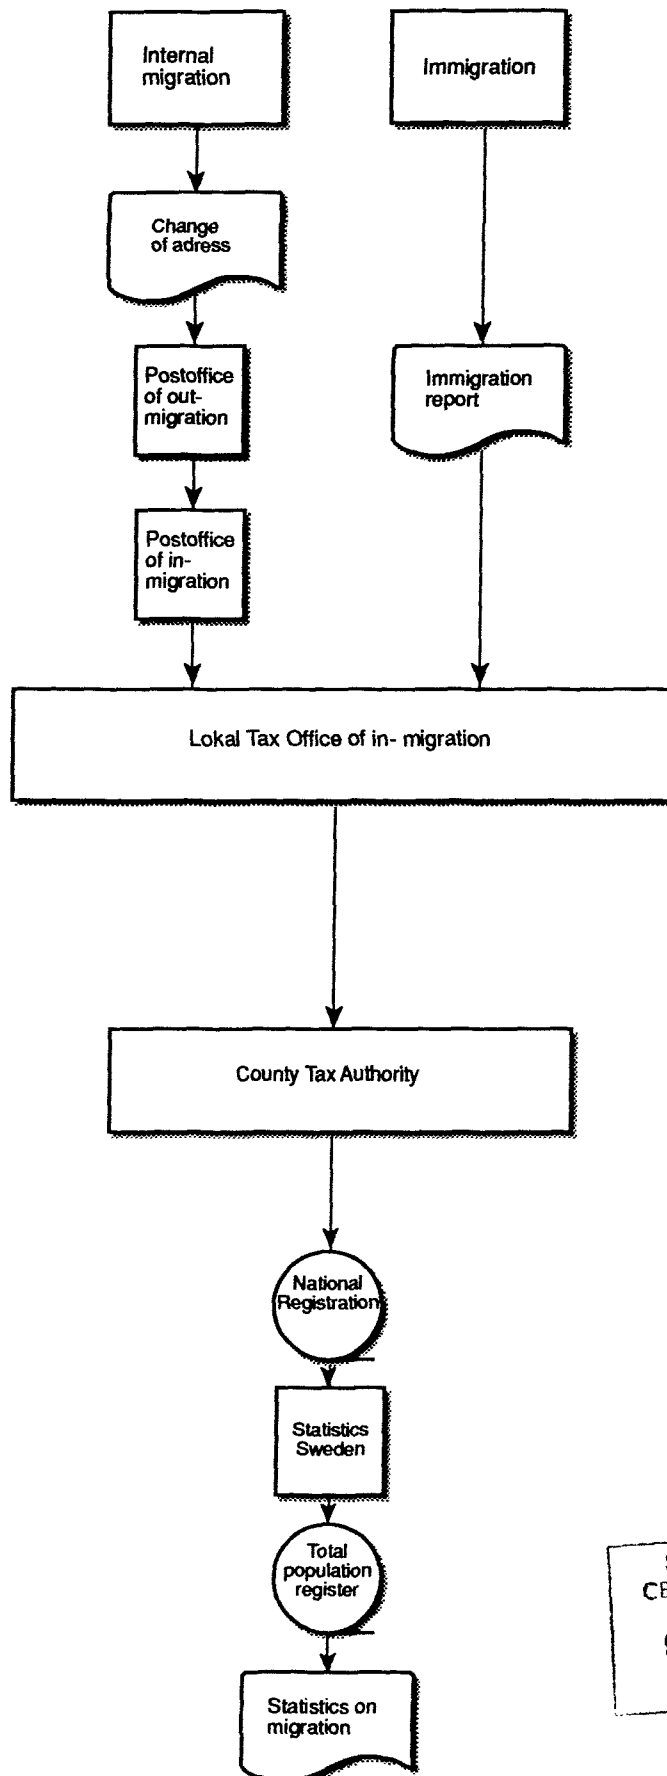 Internal
migration
Immigration
Change
of adress
Postoffice
of out-
migration
Immigration
report
Postoffice
of in-
migration
Lokal Tax Office of in- migration
County Tax Authority
National
Registration
Statistics
Sweden
Total
population
register
Statistics on
migration